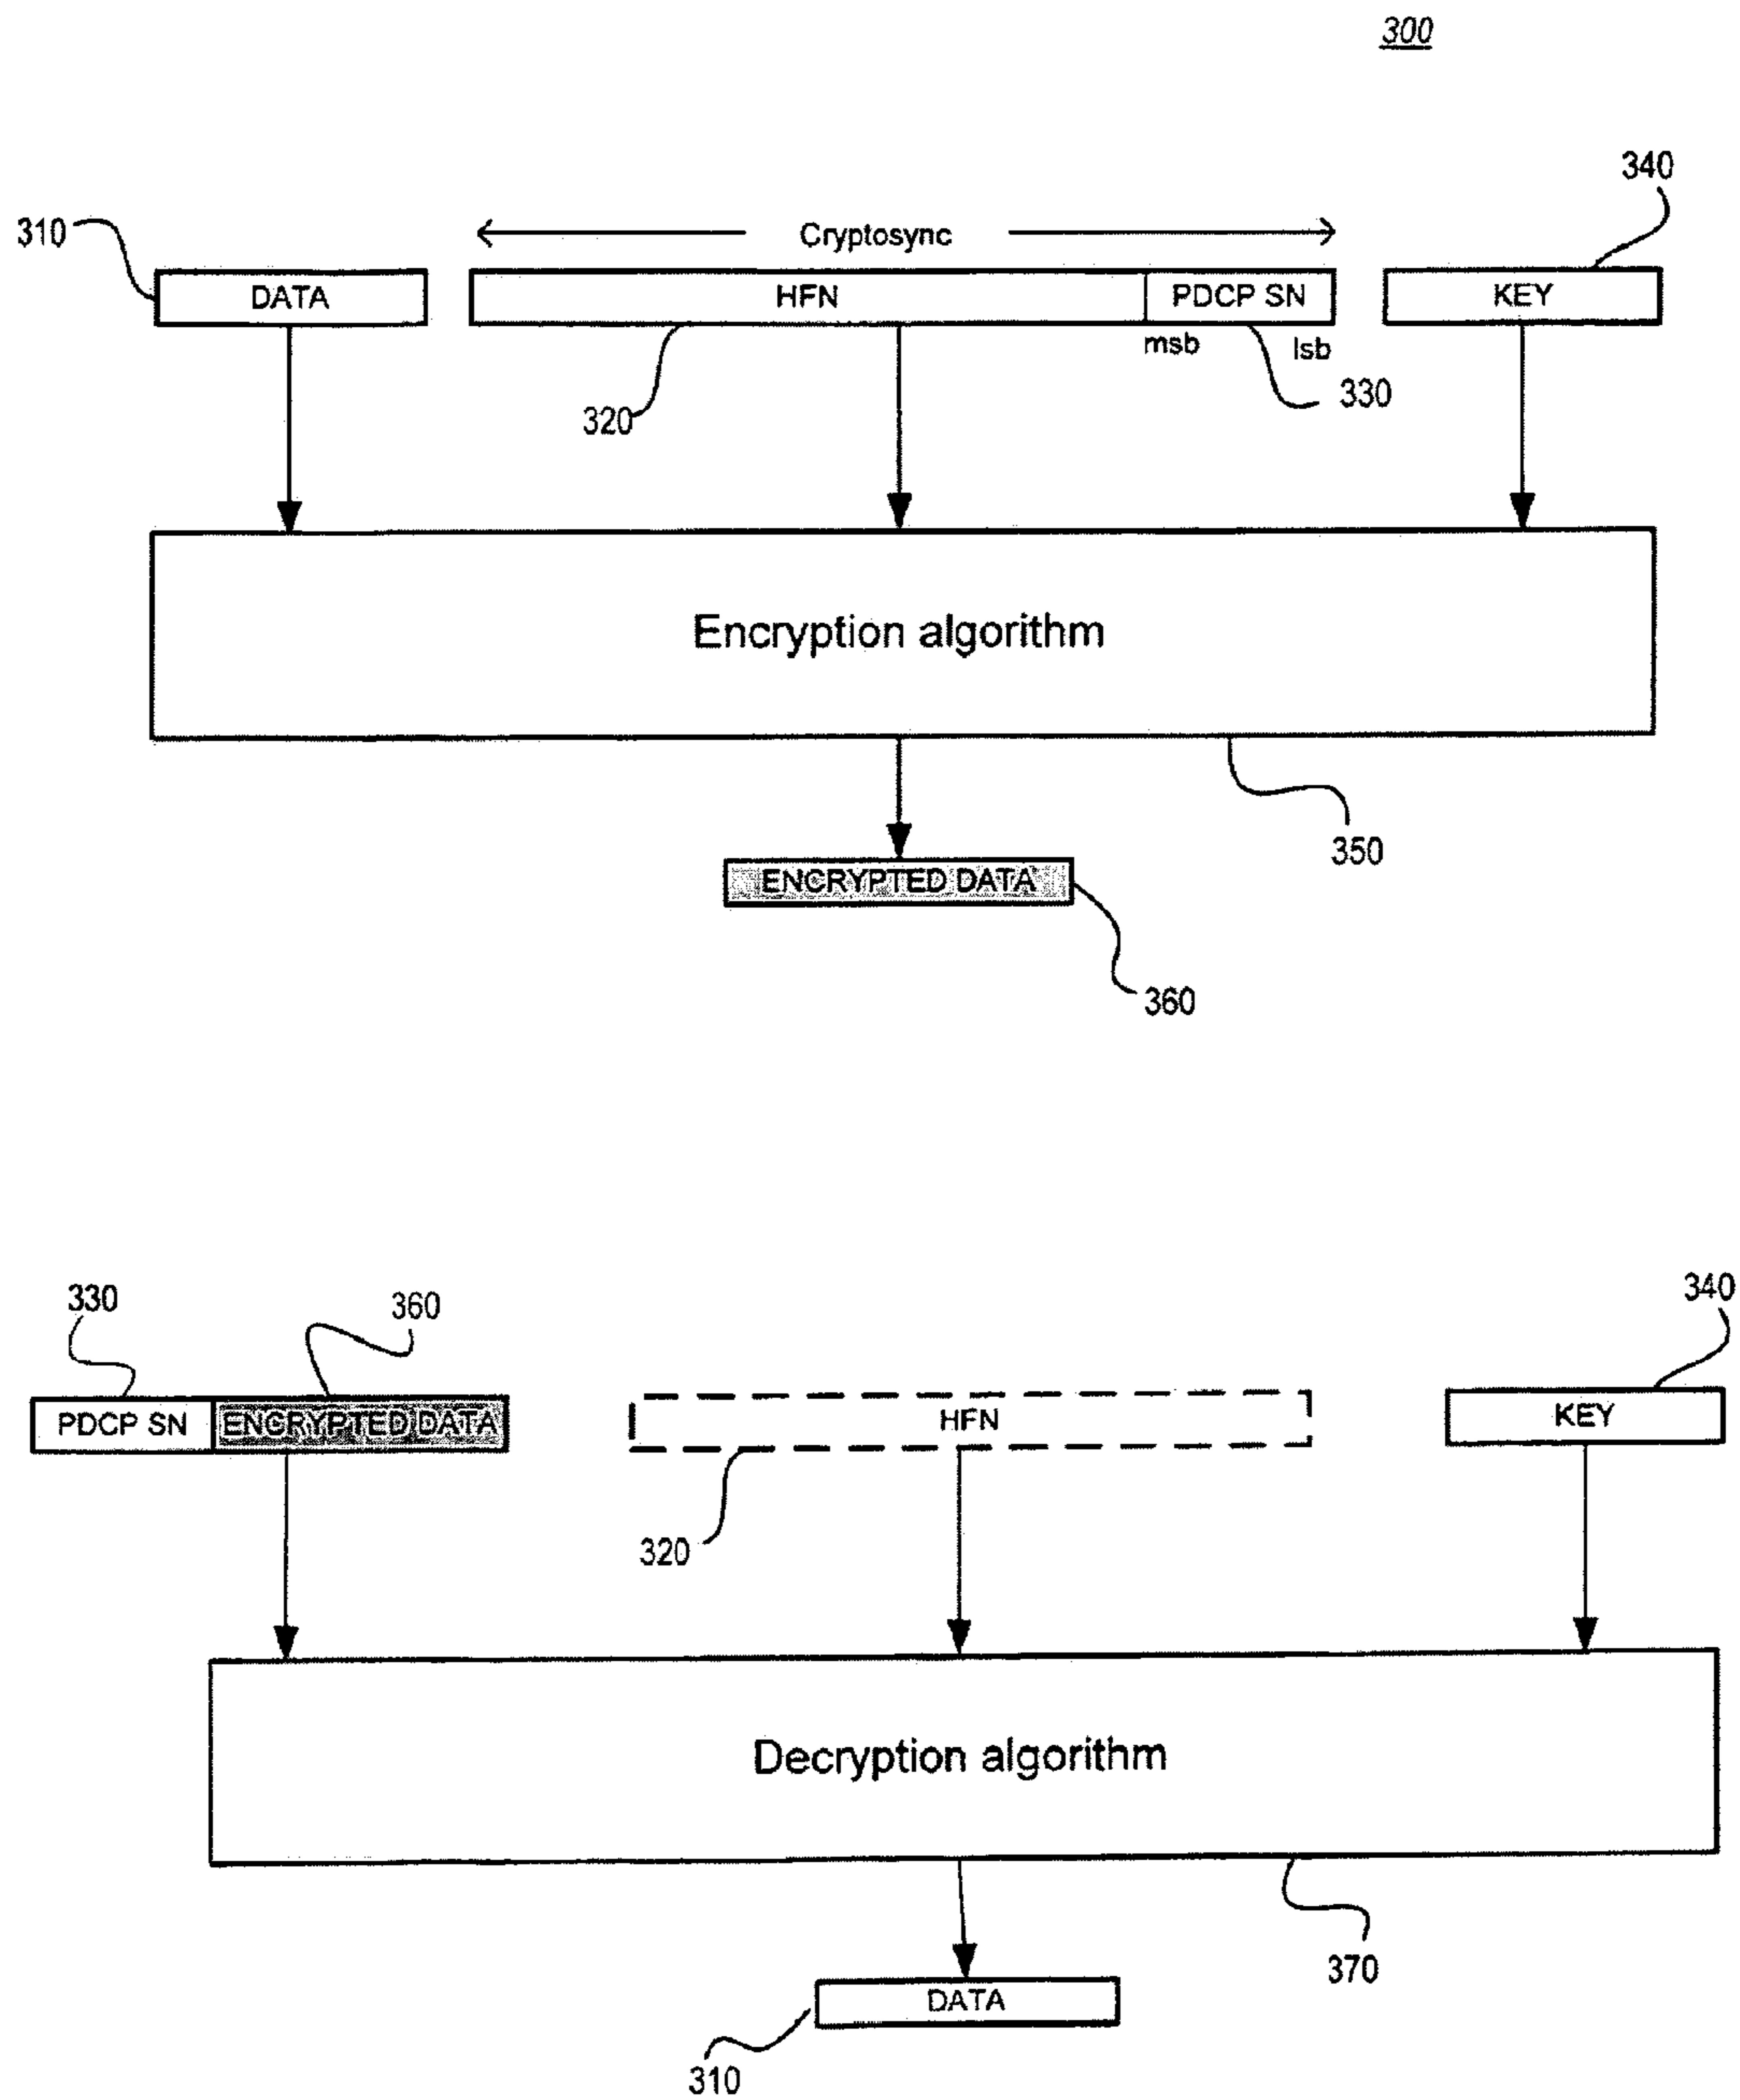 300
340
310
Cryptosync
DATA
HFN
PDCP SN
KEY
msb
lsb
320
330
Encryption algorithm
350
ENCRYPTED DATA
360
330
360
340
PDCP SN
ENCRYPTED DATA
HFN
KEY
320
Decryption algorithm
370
DATA
310